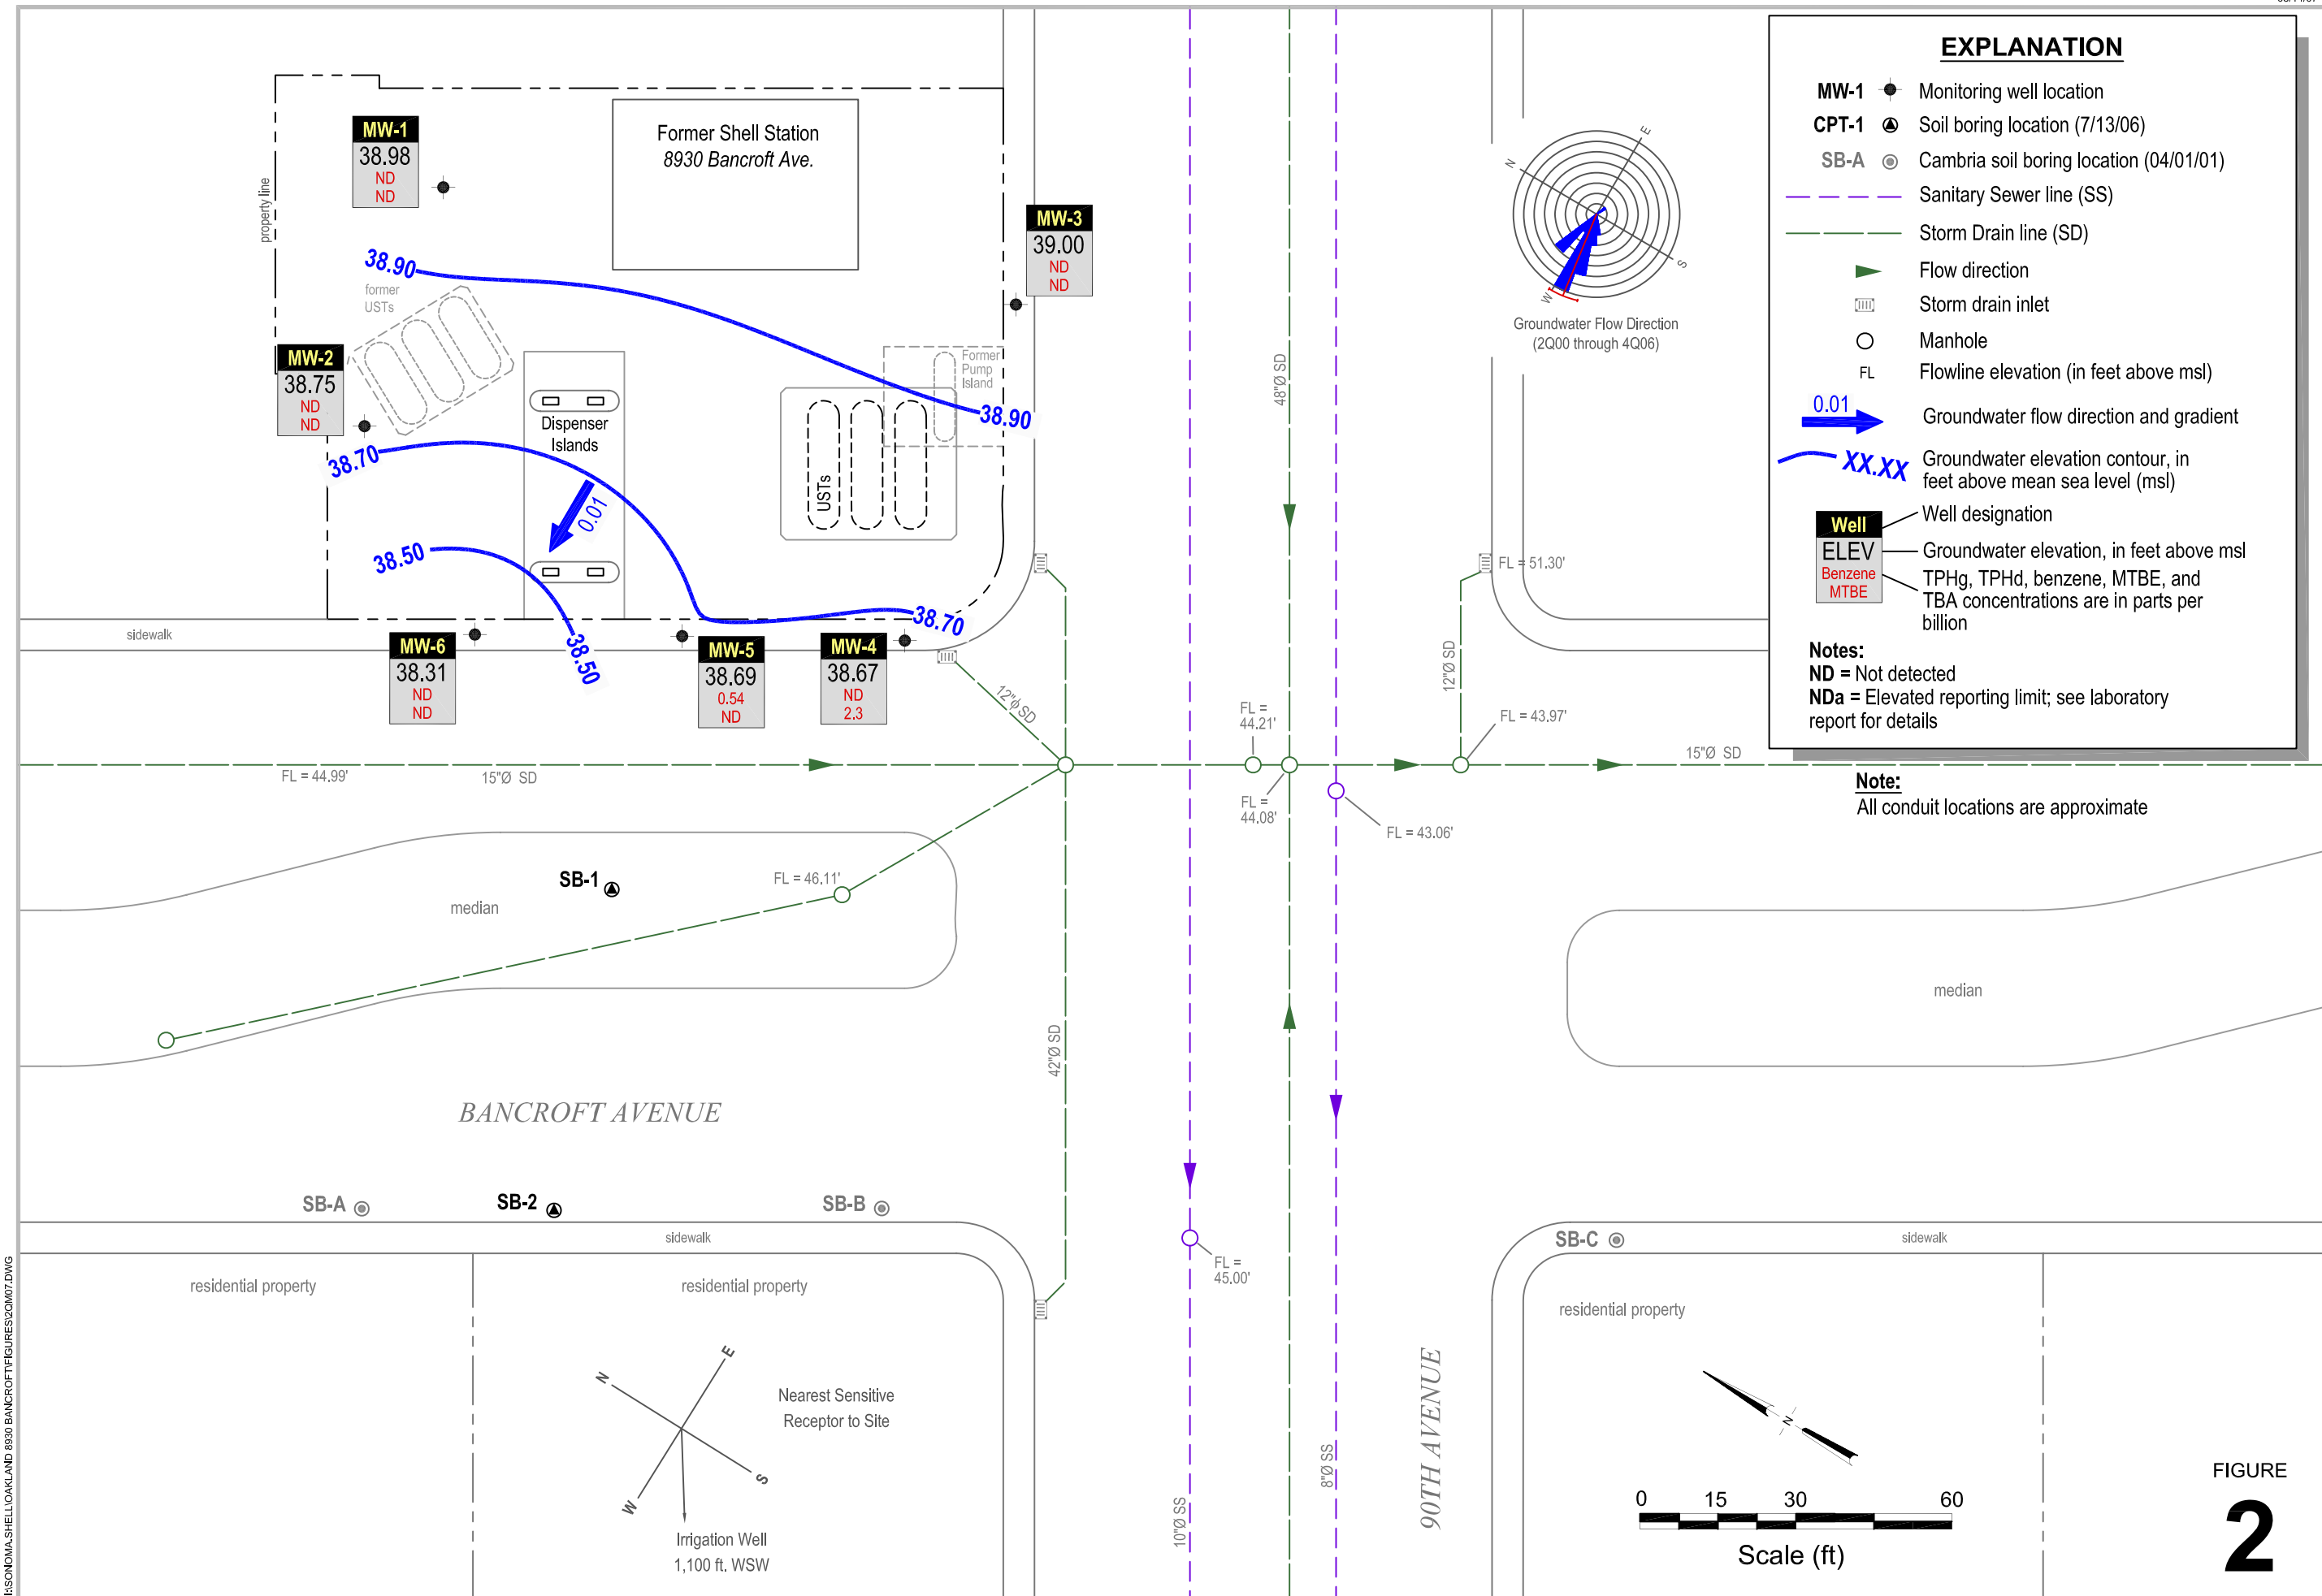 EXPLANATION
MW-1 Monitoring well location
CPT-1 Soil boring location (7/13/06)
SB-A Cambria soil boring location (04/01/01)
Sanitary Sewer line (SS)
Storm Drain line (SD)
Flow direction
Storm drain inlet
Manhole
FL Flowline elevation (in feet above msl)
0.01 Groundwater flow direction and gradient
XX.XX Groundwater elevation contour, in
feet above mean sea level (msl)
Well Well designation
ELEV Groundwater elevation, in feet above msl
Benzene
MTBE
TPHg, TPHd, benzene, MTBE, and
TBA concentrations are in parts per
billion
Notes:
ND = Not detected
NDa = Elevated reporting limit; see laboratory
report for details
Note:
All conduit locations are approximate
Former Shell Station
8930 Bancroft Ave.
property line
MW-1
38.98
ND
ND
MW-3
39.00
ND
ND
MW-2
38.75
ND
ND
38.90
former
USTs
Former
Pump
Island
38.90
Dispenser
Islands
USTs
38.70
0.01
38.50
38.70
38.50
sidewalk
MW-6
38.31
ND
ND
MW-5
38.69
0.54
ND
MW-4
38.67
ND
2.3
N
E
S
W
Groundwater Flow Direction
(2Q00 through 4Q06)
48"Ø SD
FL = 51.30'
12"Ø SD
12"ϕ SD
FL =
44.21'
FL = 43.97'
FL = 44.99'
15"Ø SD
15"Ø SD
FL =
44.08'
FL = 43.06'
SB-1
FL = 46.11'
median
median
42"Ø SD
BANCROFT AVENUE
SB-A
SB-2
SB-B
SB-C
sidewalk
sidewalk
FL =
45.00'
residential property
residential property
residential property
N
E
S
W
Nearest Sensitive
Receptor to Site
Irrigation Well
1,100 ft. WSW
10"Ø SS
8"Ø SS
90TH AVENUE
N
0 15 30 60
Scale (ft)
FIGURE
2
I:\SONOMA.SHELL\OAKLAND 8930 BANCROFT\FIGURES\2QM07.DWG